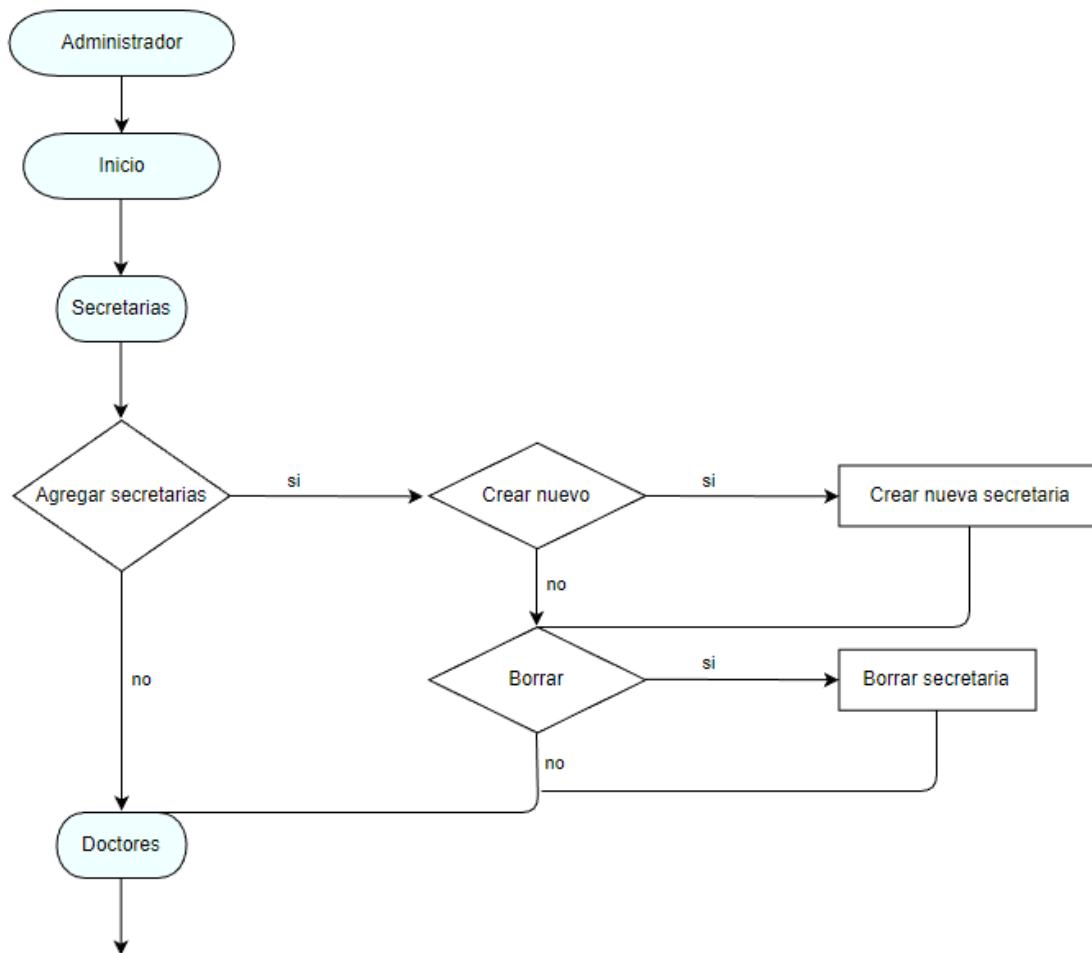 Administrador
Inicio
Secretarias
Agregar secretarias
si
Crear nuevo
si
Crear nueva secretaria
no
no
Borrar
si
Borrar secretaria
no
Doctores